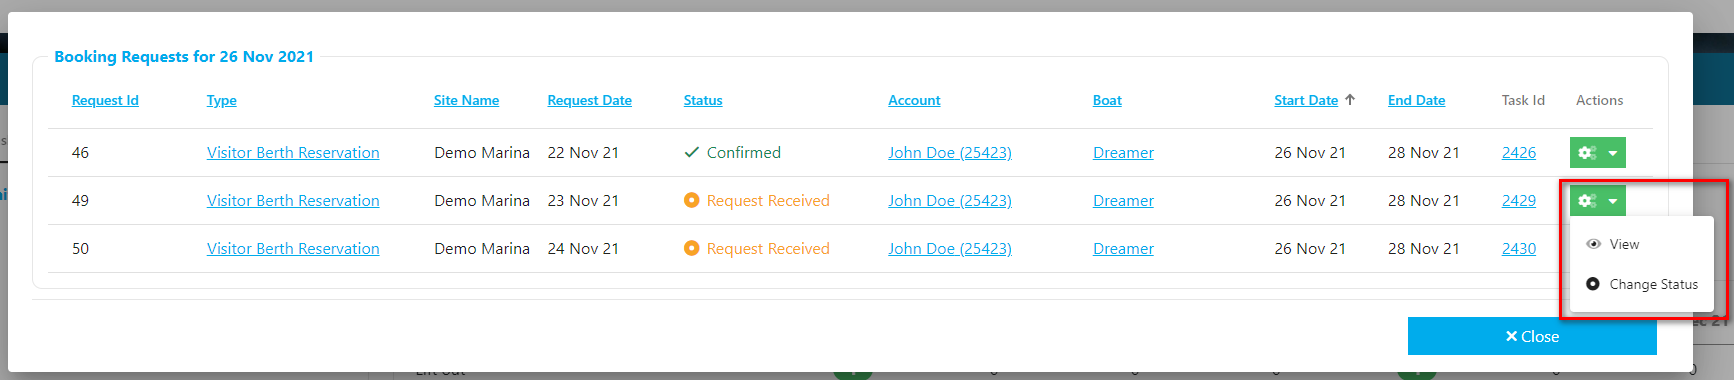 Booking Requests for 26 Nov 2021
Request Id Type Site Name Request Date Status Account Boat Start Date End Date Task Id Actions
46 Visitor Berth Reservation Demo Marina 22 Nov 21 Confirmed John Doe (25423) Dreamer 26 Nov 21 28 Nov 21 2426
49 Visitor Berth Reservation Demo Marina 23 Nov 21 Request Received John Doe (25423) Dreamer 26 Nov 21 28 Nov 21 2429
50 Visitor Berth Reservation Demo Marina 24 Nov 21 Request Received John Doe (25423) Dreamer 26 Nov 21 28 Nov 21 2430
View
Change Status
Close